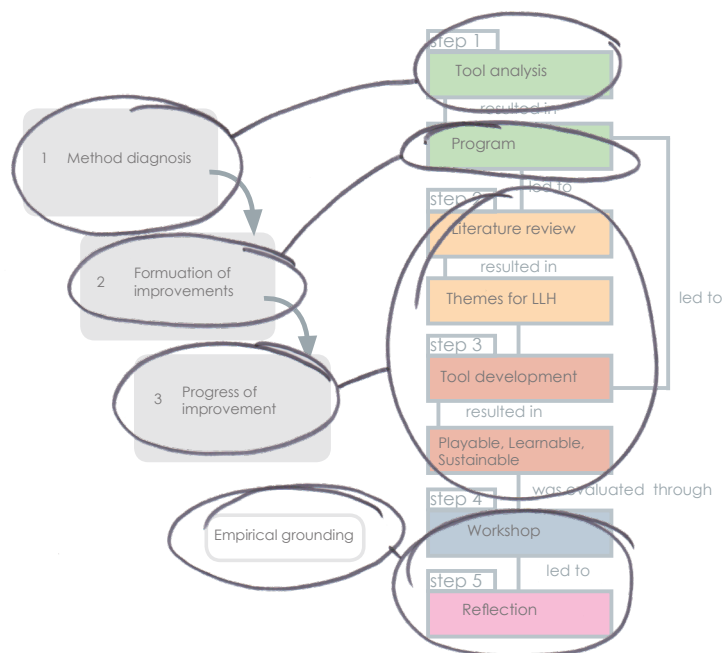 step 1
Tool analysis
resulted in
1 Method diagnosis
Program
led to
step 2
Literature review
2 Formuation of
improvements
resulted in
Themes for LLH
led to
step 3
Tool development
3 Progress of
improvement
resulted in
Playable, Learnable,
Sustainable
was evaluated through
step 4
Empirical grounding
Workshop
led to
step 5
Reflection